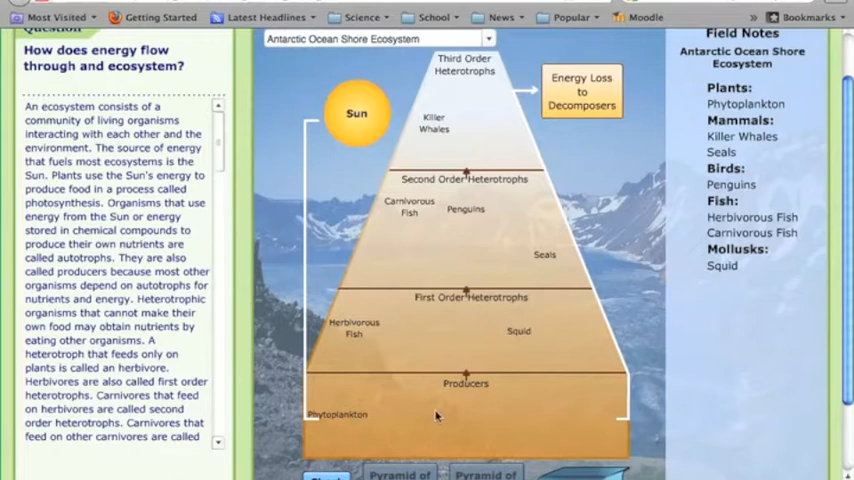 Most Visited Getting Started Latest Headlines Science School News Popular Moodle » Bookmarks
Question
How does energy flow
through and ecosystem?
An ecosystem consists of a
community of living organisms
interacting with each other and the
environment. The source of energy
that fuels most ecosystems is the
Sun. Plants use the Sun's energy to
produce food in a process called
photosynthesis. Organisms that use
energy from the Sun or energy
stored in chemical compounds to
produce their own nutrients are
called autotrophs. They are also
called producers because most other
organisms depend on autotrophs for
nutrients and energy. Heterotrophic
organisms that cannot make their
own food may obtain nutrients by
eating other organisms. A
heterotroph that feeds only on
plants is called an herbivore.
Herbivores are also called first order
heterotrophs. Carnivores that feed
on herbivores are called second
order heterotrophs. Carnivores that
feed on other carnivores are called
Antarctic Ocean Shore Ecosystem
Third Order
Heterotrophs
Sun
Energy Loss
to
Decomposers
Killer
Whales
Second Order Heterotrophs
Carnivorous
Fish
Penguins
Seals
First Order Heterotrophs
Herbivorous
Fish
Squid
Producers
Phytoplankton
Pyramid of
Pyramid of
Field Notes
Antarctic Ocean Shore
Ecosystem
Plants:
Phytoplankton
Mammals:
Killer Whales
Seals
Birds:
Penguins
Fish:
Herbivorous Fish
Carnivorous Fish
Mollusks:
Squid